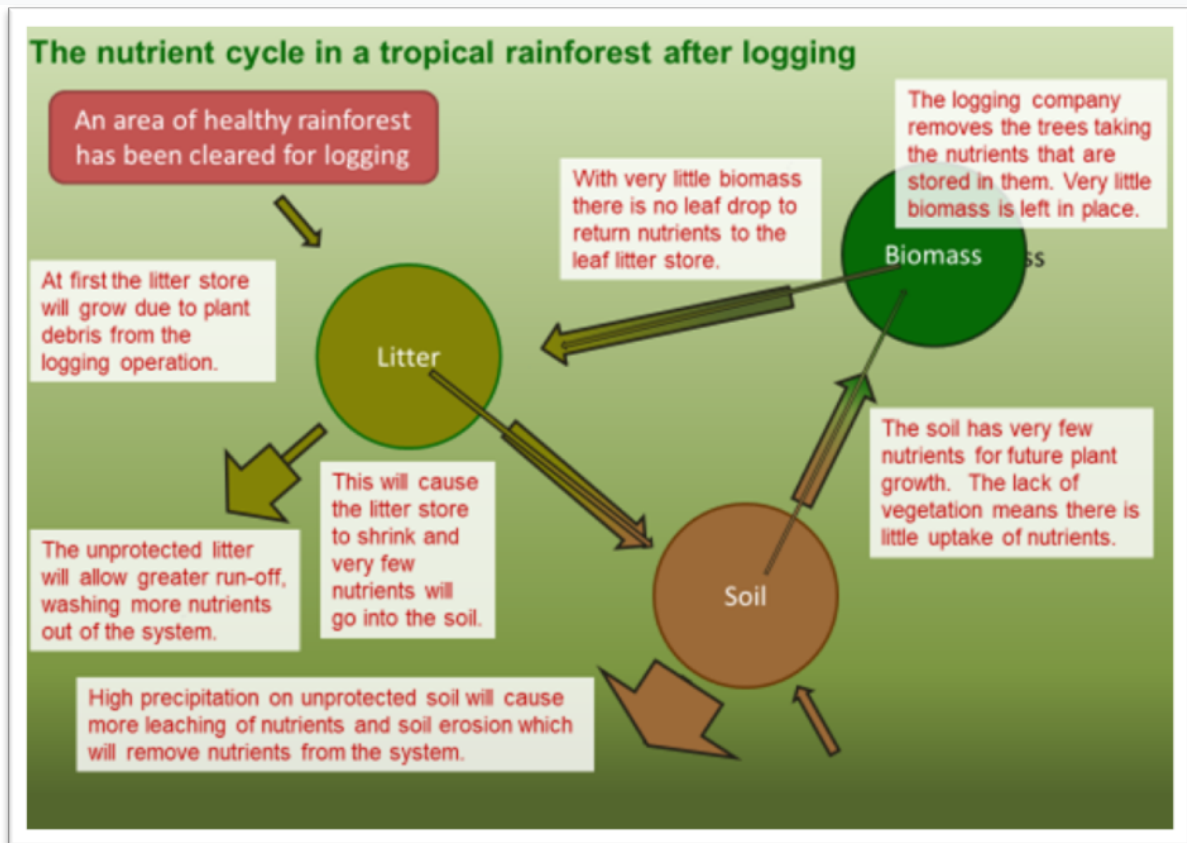 The nutrient cycle in a tropical rainforest after logging
An area of healthy rainforest
has been cleared for logging
The logging company
removes the trees taking
the nutrients that are
stored in them. Very little
biomass is left in place.
With very little biomass
there is no leaf drop to
return nutrients to the
leaf litter store.
Biomass
ss
At first the litter store
will grow due to plant
debris from the
logging operation.
Litter
The soil has very few
nutrients for future plant
growth. The lack of
vegetation means there is
little uptake of nutrients.
This will cause
the litter store
to shrink and
very few
nutrients will
go into the soil.
The unprotected litter
will allow greater run-off,
washing more nutrients
out of the system.
Soil
High precipitation on unprotected soil will cause
more leaching of nutrients and soil erosion which
will remove nutrients from the system.